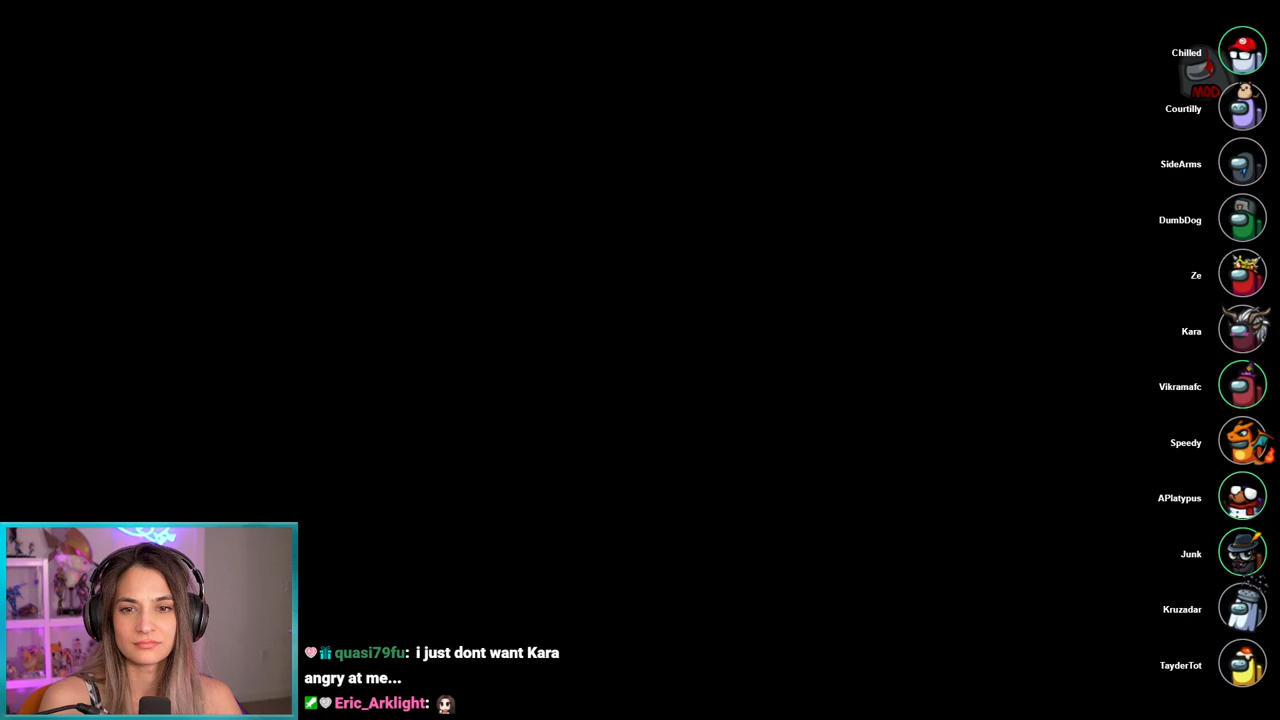 Chilled
MOD
Courtilly
SideArms
DumbDog
Ze
Kara
Vikramafc
Speedy
APlatypus
Junk
Kruzadar
TayderTot
quasi79fu: i just dont want Kara
angry at me...
Eric_Arklight: